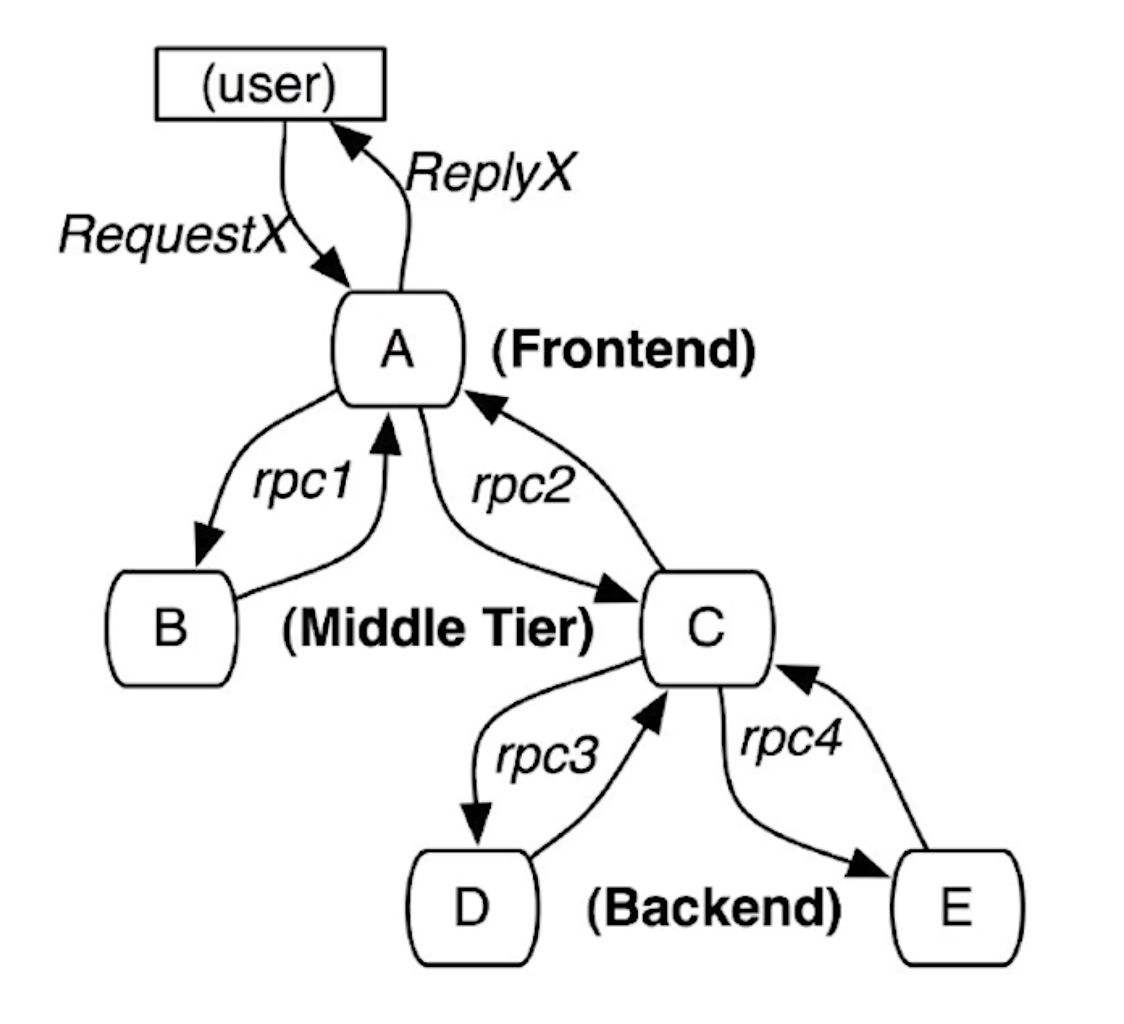 (user)
ReplyX
RequestX
A
(Frontend)
rpc1
rpc2
B
(Middle Tier)
C
rpc3
rpc4
D
(Backend)
E